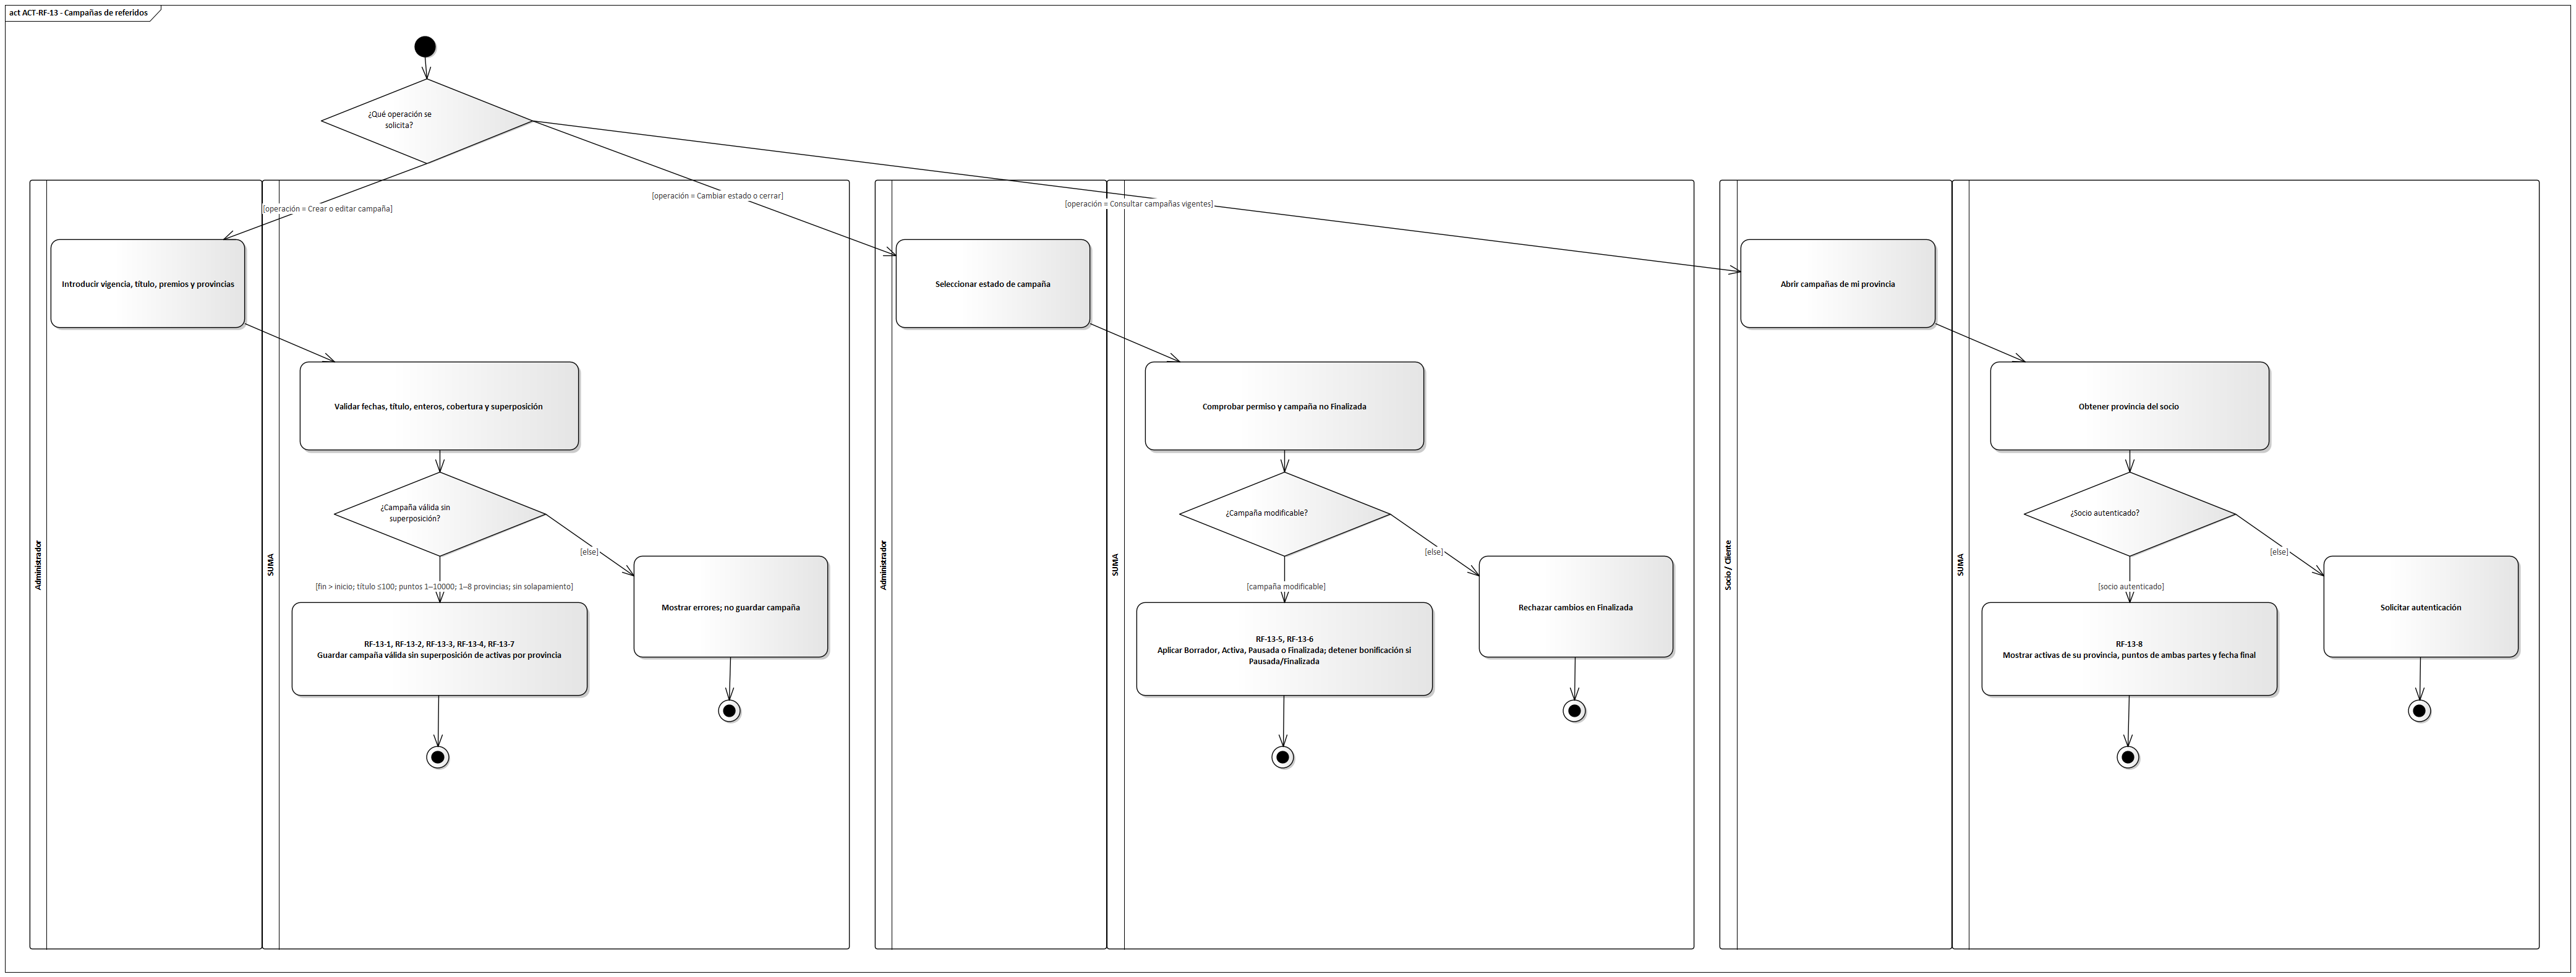 act ACT-RF-13 - Campañas de referidos
¿Qué operación se
solicita?
[operación = Crear o editar campaña]
[operación = Cambiar estado o cerrar]
[operación = Consultar campañas vigentes]
Administrador
SUMA
Introducir vigencia, título, premios y provincias
Validar fechas, título, enteros, cobertura y superposición
¿Campaña válida sin
superposición?
[else]
[fin > inicio; título ≤100; puntos 1–10000; 1–8 provincias; sin solapamiento]
Mostrar errores; no guardar campaña
RF-13-1, RF-13-2, RF-13-3, RF-13-4, RF-13-7
Guardar campaña válida sin superposición de activas por provincia
Administrador
SUMA
Seleccionar estado de campaña
Comprobar permiso y campaña no Finalizada
¿Campaña modificable?
[else]
[campaña modificable]
Rechazar cambios en Finalizada
RF-13-5, RF-13-6
Aplicar Borrador, Activa, Pausada o Finalizada; detener bonificación si
Pausada/Finalizada
Socio / Cliente
SUMA
Abrir campañas de mi provincia
Obtener provincia del socio
¿Socio autenticado?
[else]
[socio autenticado]
Solicitar autenticación
RF-13-8
Mostrar activas de su provincia, puntos de ambas partes y fecha final